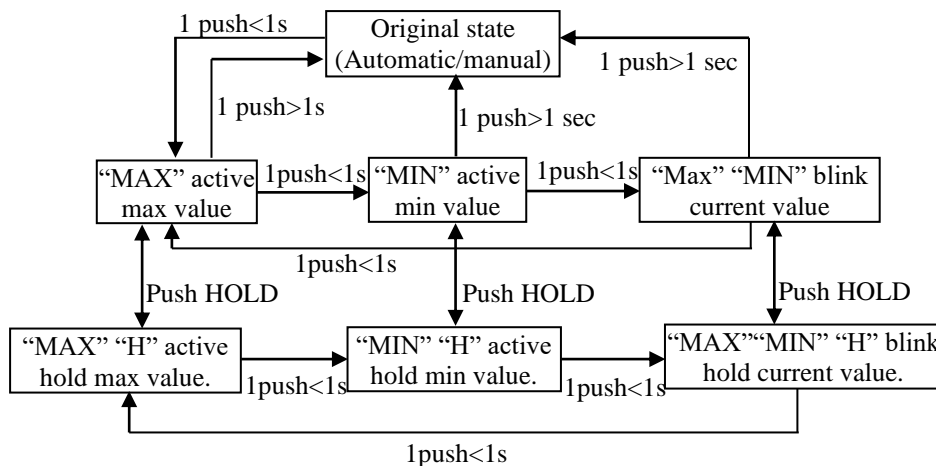 1 push<1s
Original state
(Automatic/manual)
1 push>1 sec
1 push>1s
1 push>1 sec
“MAX” active
max value
1push<1s
“MIN” active
min value
1push<1s
“Max” “MIN” blink
current value
1push<1s
Push HOLD
Push HOLD
Push HOLD
“MAX” “H” active
hold max value.
1push<1s
“MIN” “H” active
hold min value.
1push<1s
“MAX”“MIN” “H” blink
hold current value.
1push<1s